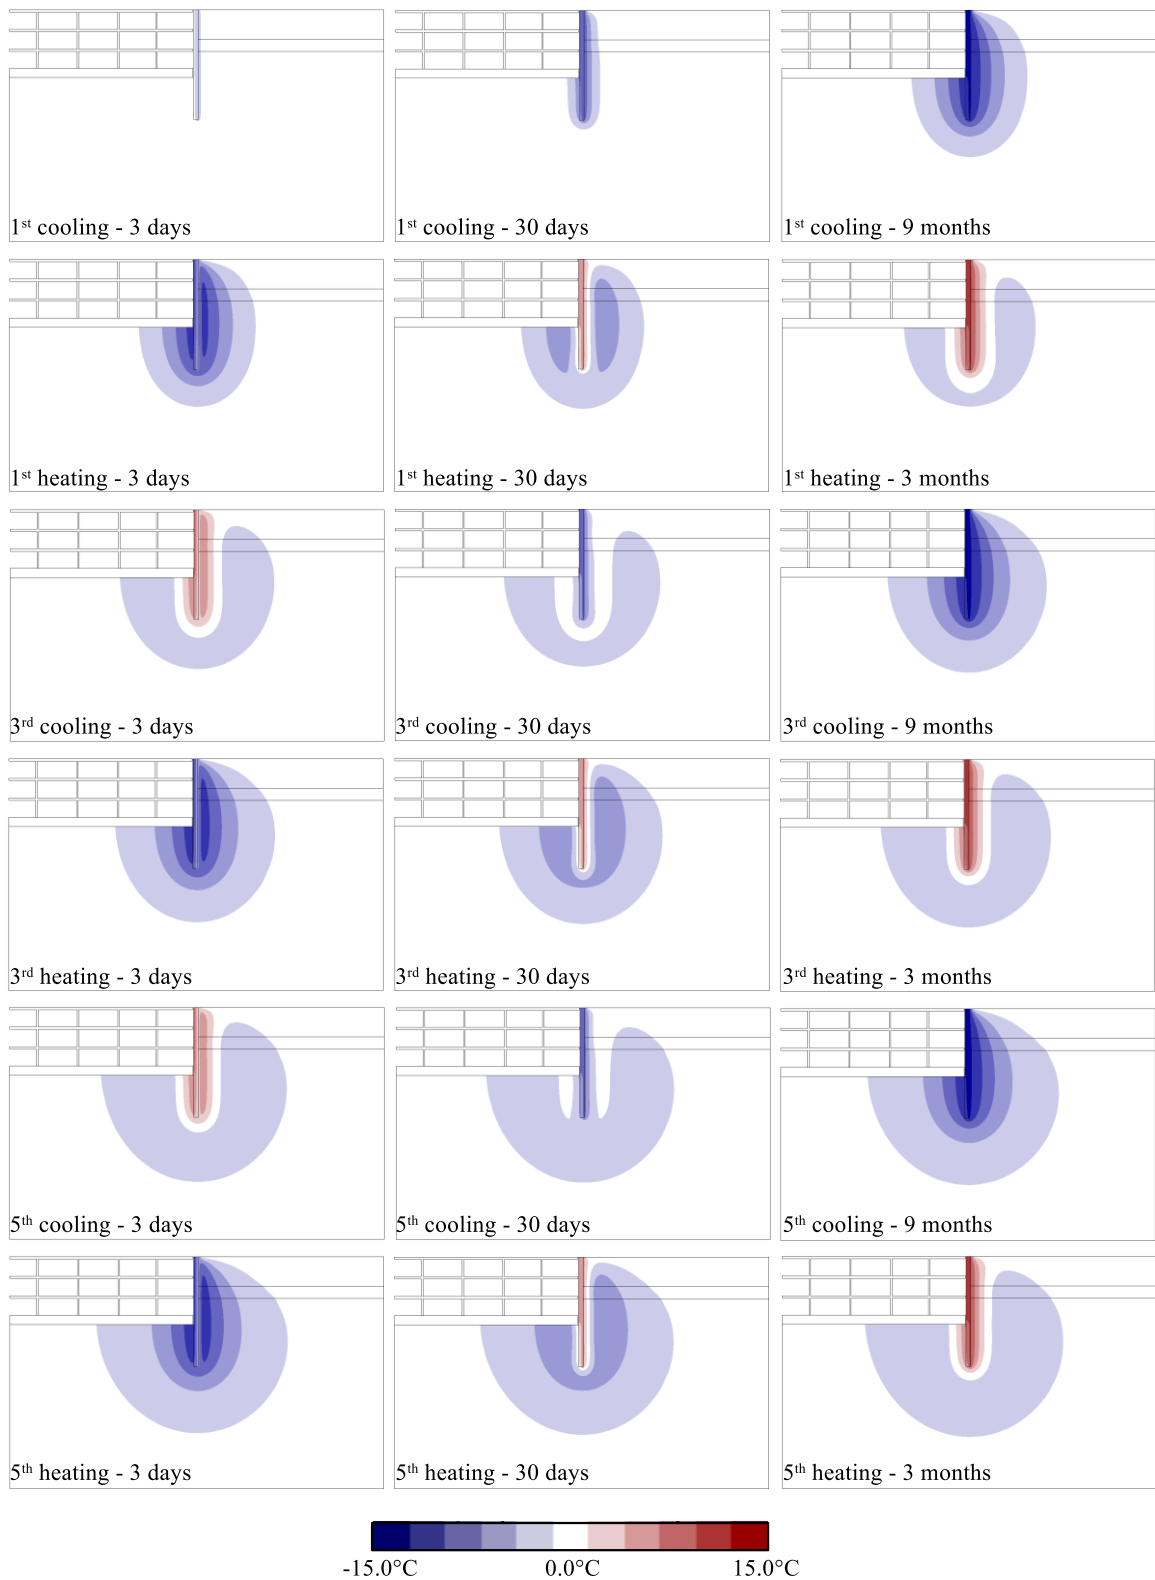 1st cooling - 3 days
1st cooling - 30 days
1st cooling - 9 months
1st heating - 3 days
1st heating - 30 days
1st heating - 3 months
3rd cooling - 3 days
3rd cooling - 30 days
3rd cooling - 9 months
3rd heating - 3 days
3rd heating - 30 days
3rd heating - 3 months
5th cooling - 3 days
5th cooling - 30 days
5th cooling - 9 months
5th heating - 3 days
5th heating - 30 days
5th heating - 3 months
-15.0°C
0.0°C
15.0°C